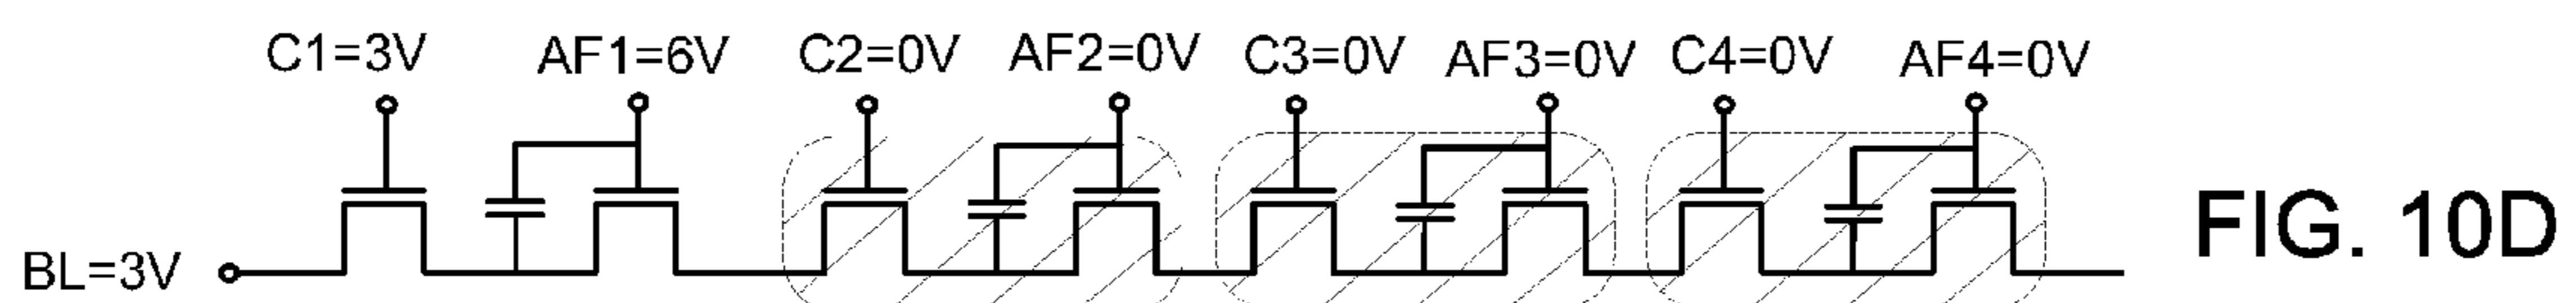 C1=3V AF1=6V C2=0V AF2=0V C3=0V AF3=0V C4=0V AF4=0V
BL=3V
FIG. 10D